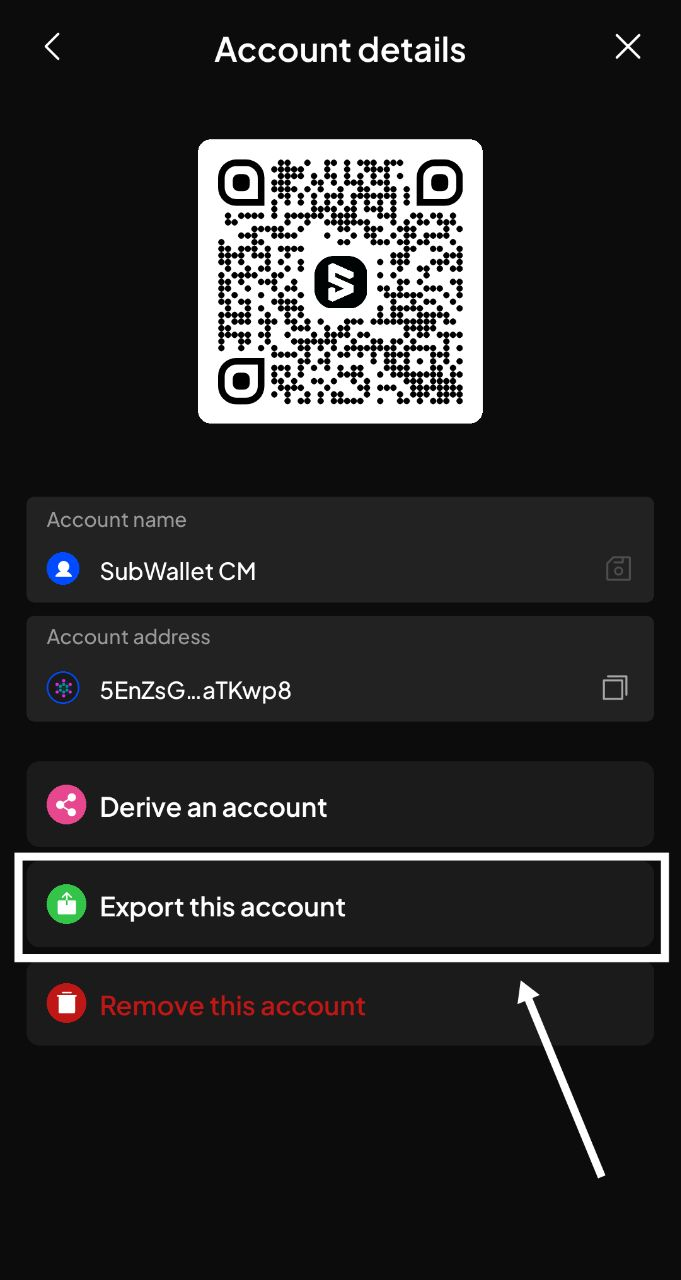 Account details
Account name
SubWallet CM
Account address
5EnZsG...aTKwp8
Derive an account
Export this account
Remove this account